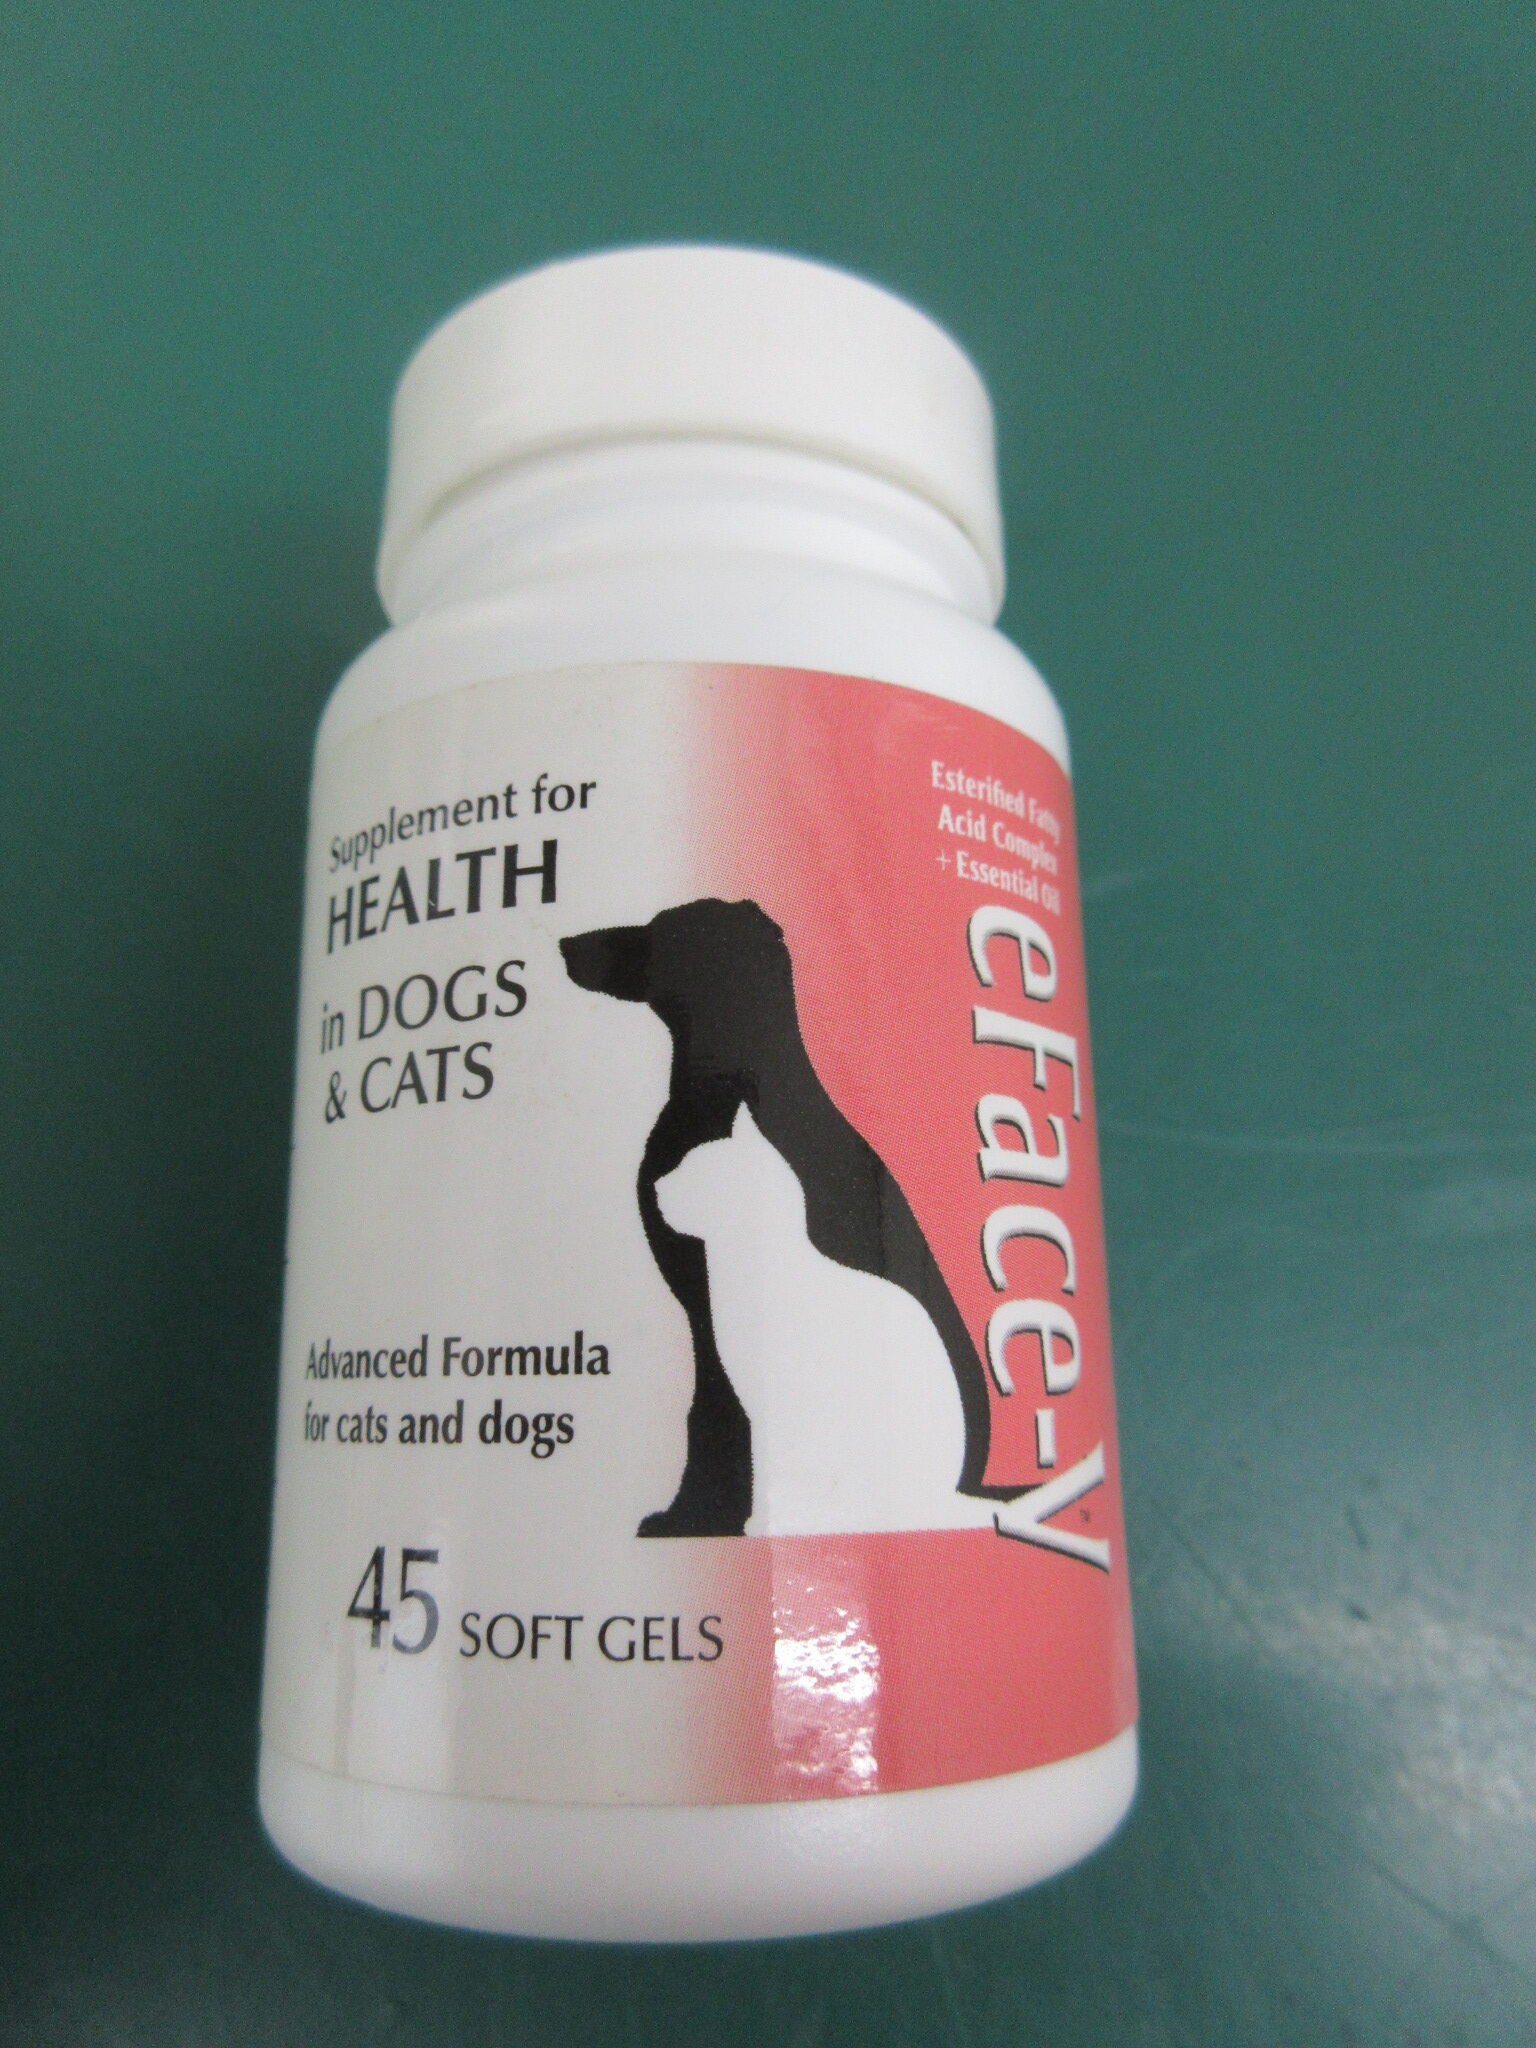 Supplement for
HEALTH
in DOGS
& CATS
Advanced Formula
for cats and dogs
45 SOFT GELS
Esterified Fatty
Acid Complex
+ Essential Oil
eFace-V
TM